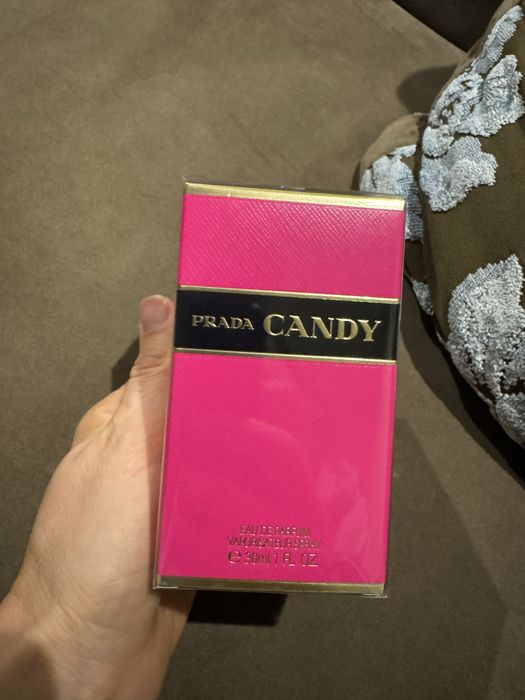 PRADA CANDY
EAU DE PARFUM
VAPORISATEUR SPRAY
℮ 30ml 1 FL. OZ.